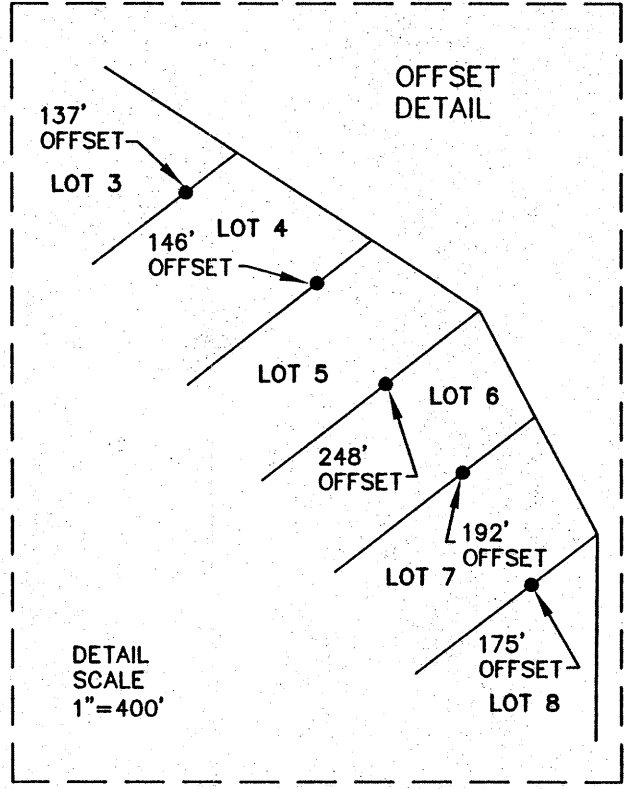 OFFSET
DETAIL
137'
OFFSET
LOT 3
LOT 4
146'
OFFSET
LOT 5
LOT 6
248'
OFFSET
192'
OFFSET
LOT 7
175'
OFFSET
LOT 8
DETAIL
SCALE
1"=400'